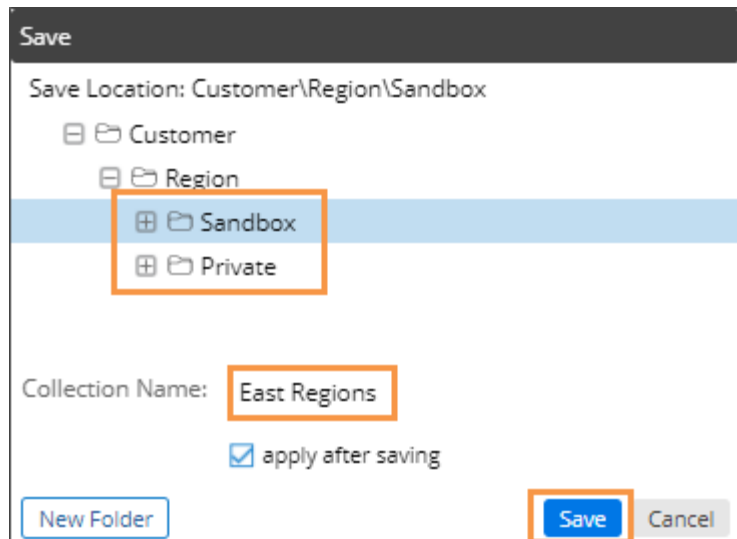 Save
Save Location: Customer\Region\Sandbox
Customer
Region
Sandbox
Private
Collection Name: East Regions
apply after saving
New Folder Save Cancel